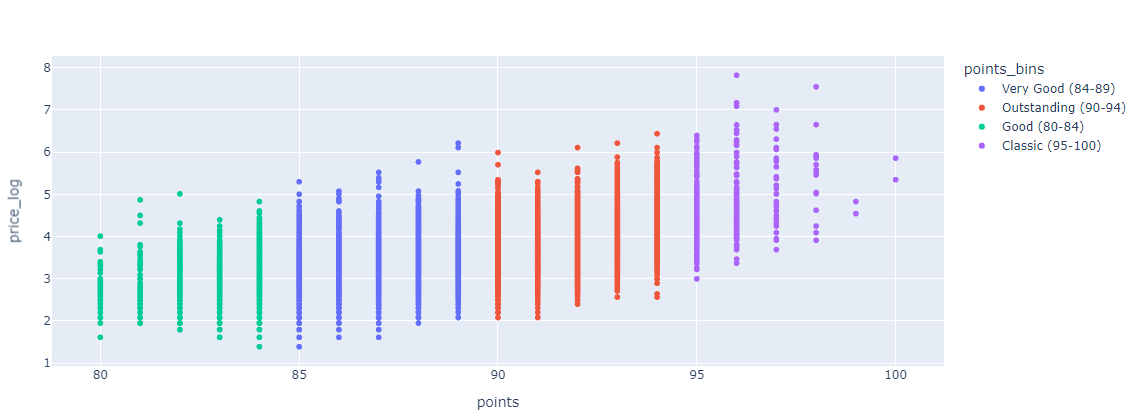 points_bins
Very Good (84-89)
Outstanding (90-94)
Good (80-84)
Classic (95-100)
price_log
8
7
6
5
4
3
2
1
80 85 90 95 100
points